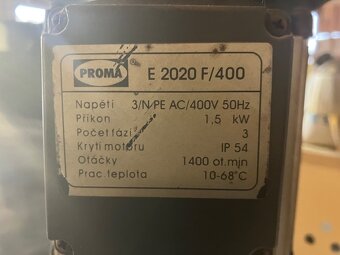 PROMA E 2020 F/400
Napětí 3/N/PE AC/400V 50Hz
Příkon 1,5 kW
Počet fází 3
Krytí motoru IP 54
Otáčky 1400 ot.mjn
Prac teplota 10-68°C